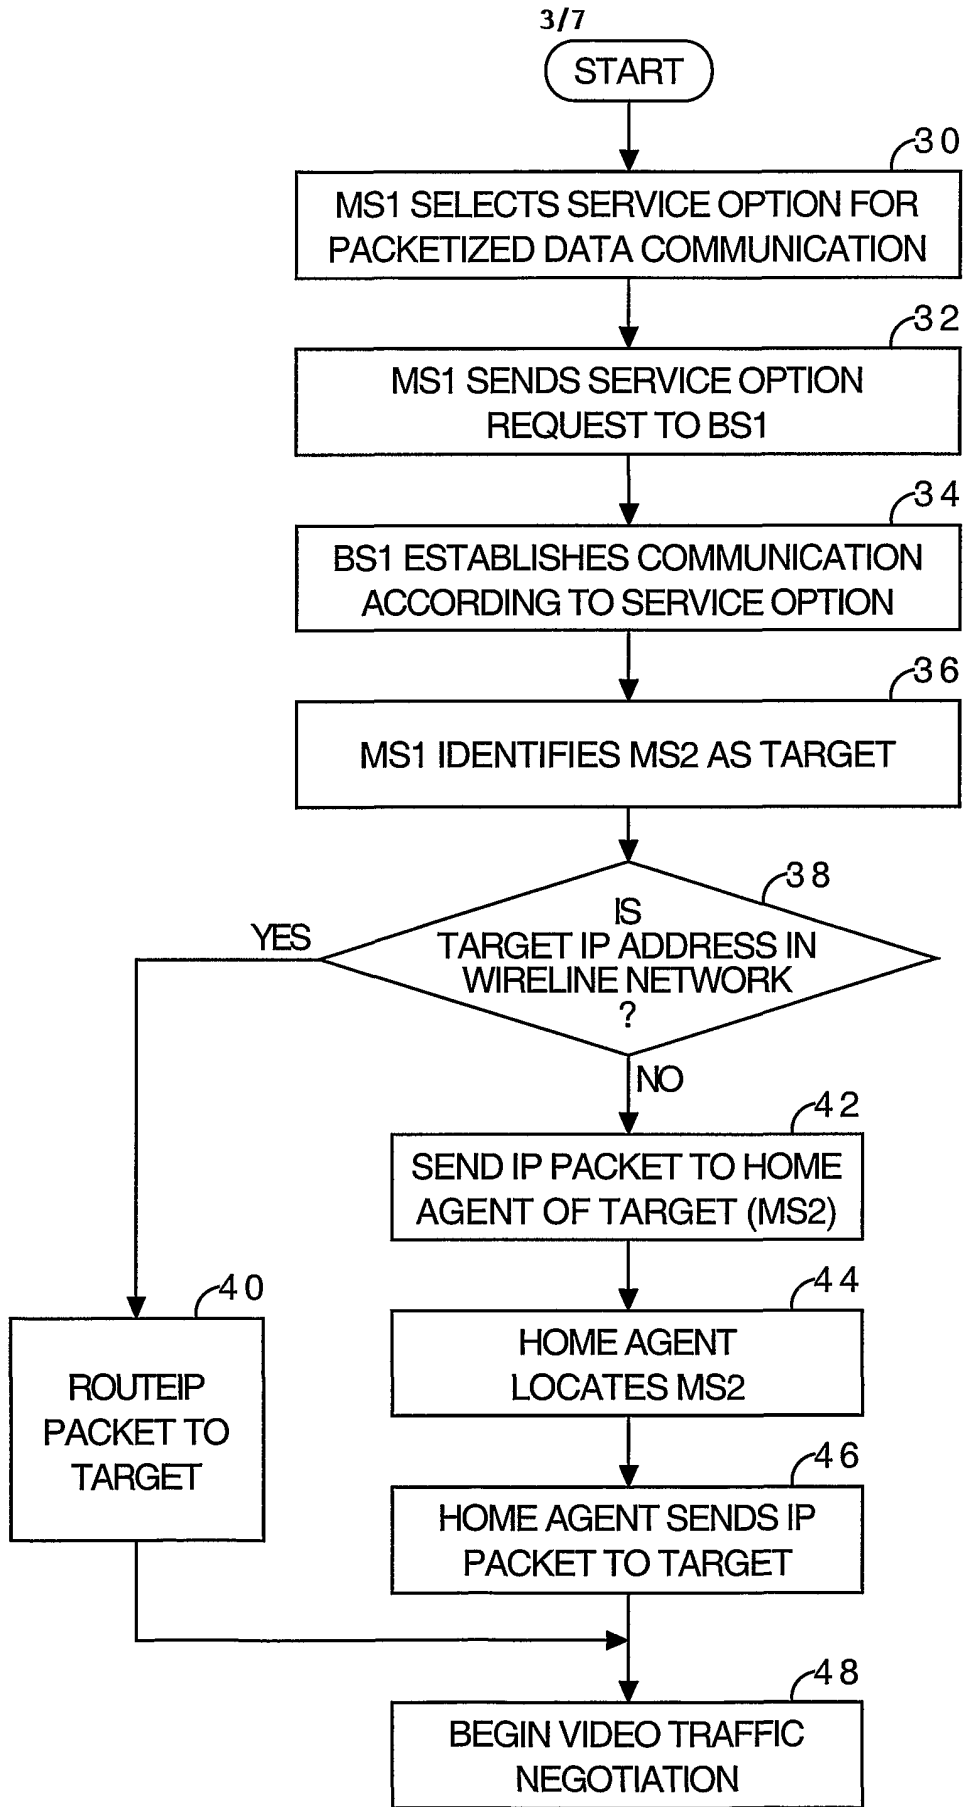 3/7
START
30
MS1 SELECTS SERVICE OPTION FOR
PACKETIZED DATA COMMUNICATION
32
MS1 SENDS SERVICE OPTION
REQUEST TO BS1
34
BS1 ESTABLISHES COMMUNICATION
ACCORDING TO SERVICE OPTION
36
MS1 IDENTIFIES MS2 AS TARGET
38
IS
TARGET IP ADDRESS IN
WIRELINE NETWORK
?
YES
NO
42
SEND IP PACKET TO HOME
AGENT OF TARGET (MS2)
40
ROUTEIP
PACKET TO
TARGET
44
HOME AGENT
LOCATES MS2
46
HOME AGENT SENDS IP
PACKET TO TARGET
48
BEGIN VIDEO TRAFFIC
NEGOTIATION